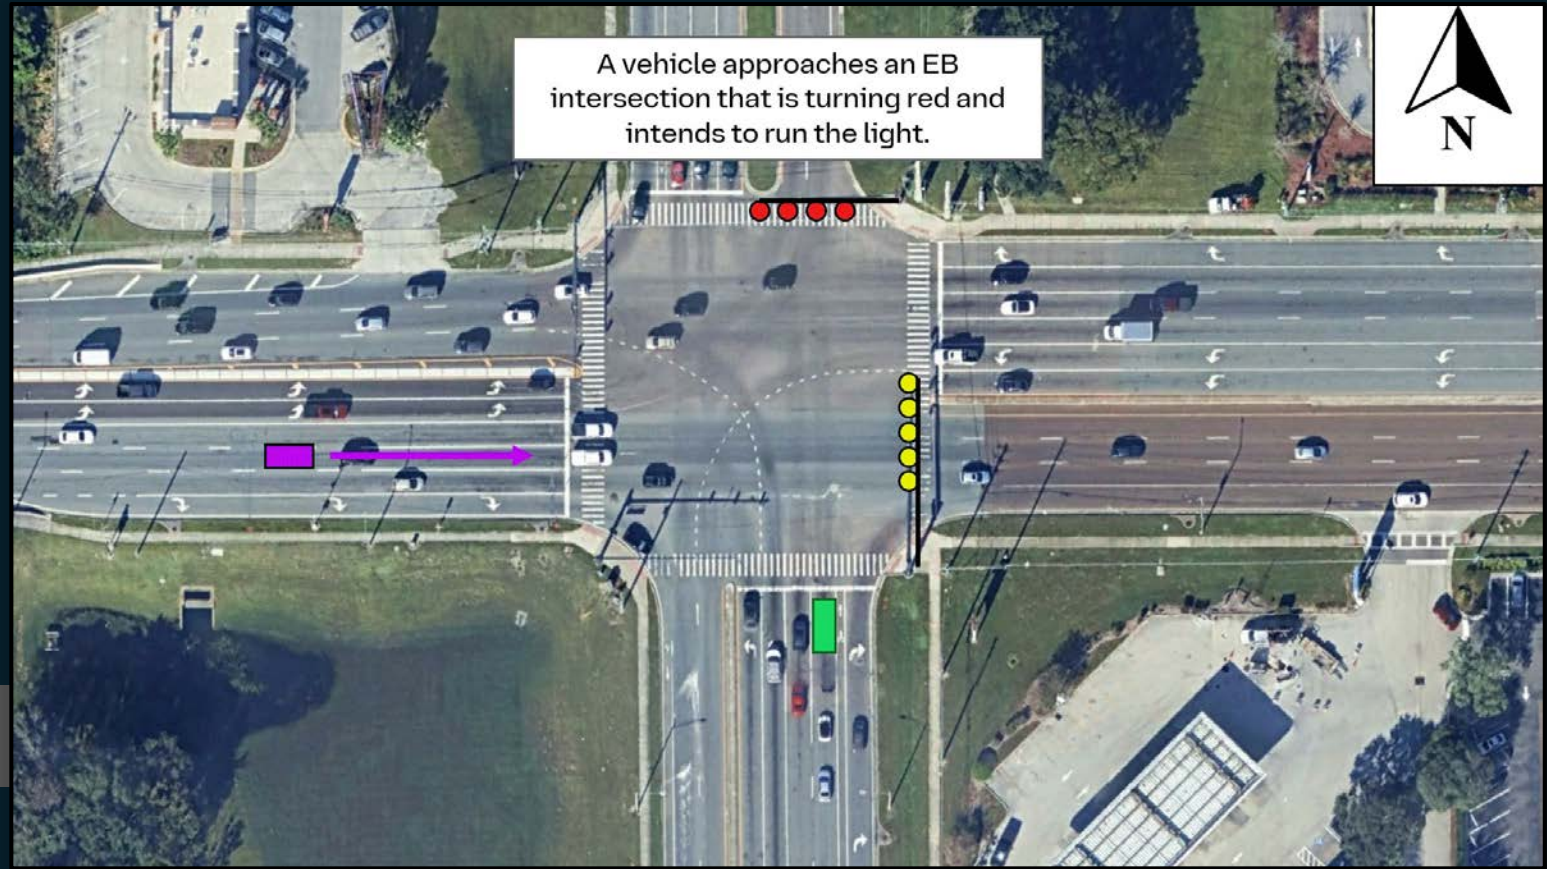 A vehicle approaches an EB
intersection that is turning red and
intends to run the light.
N